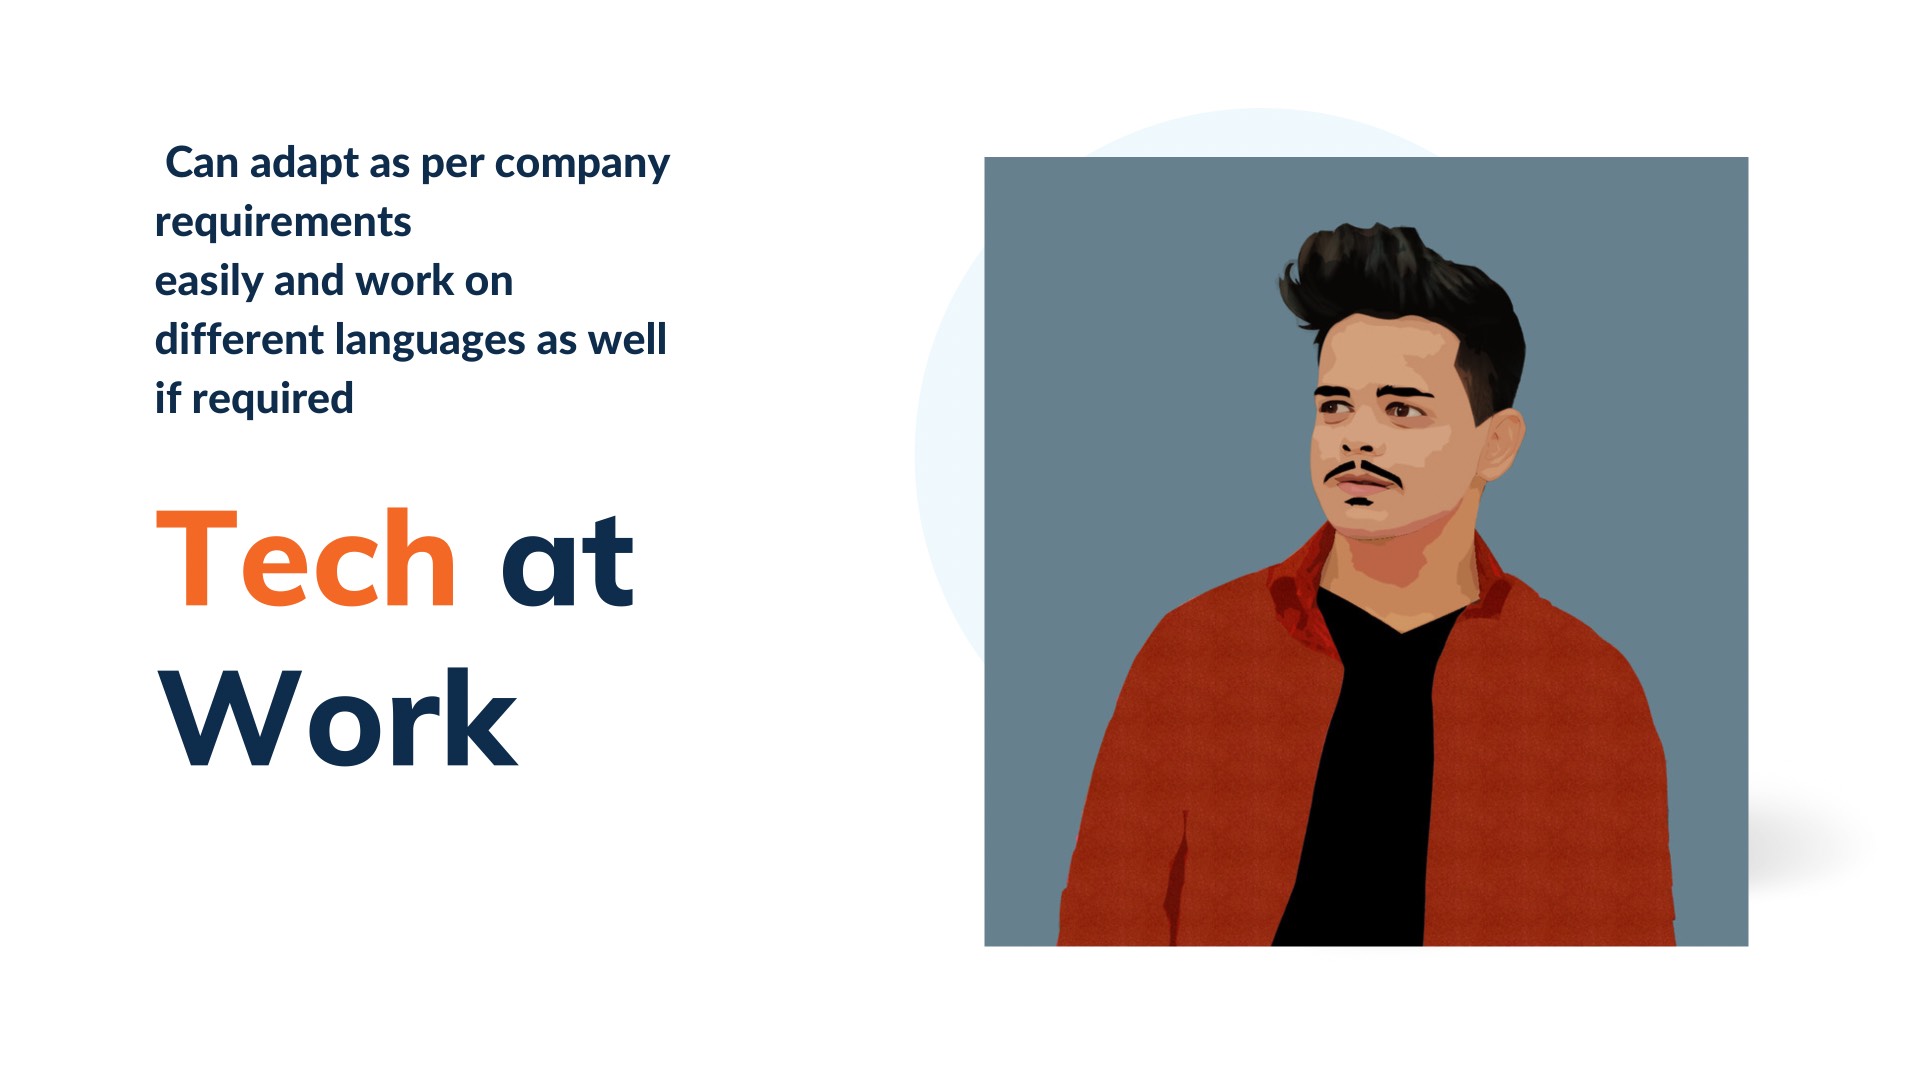 Can adapt as per company
requirements
easily and work on
different languages as well
if required
Tech at
Work